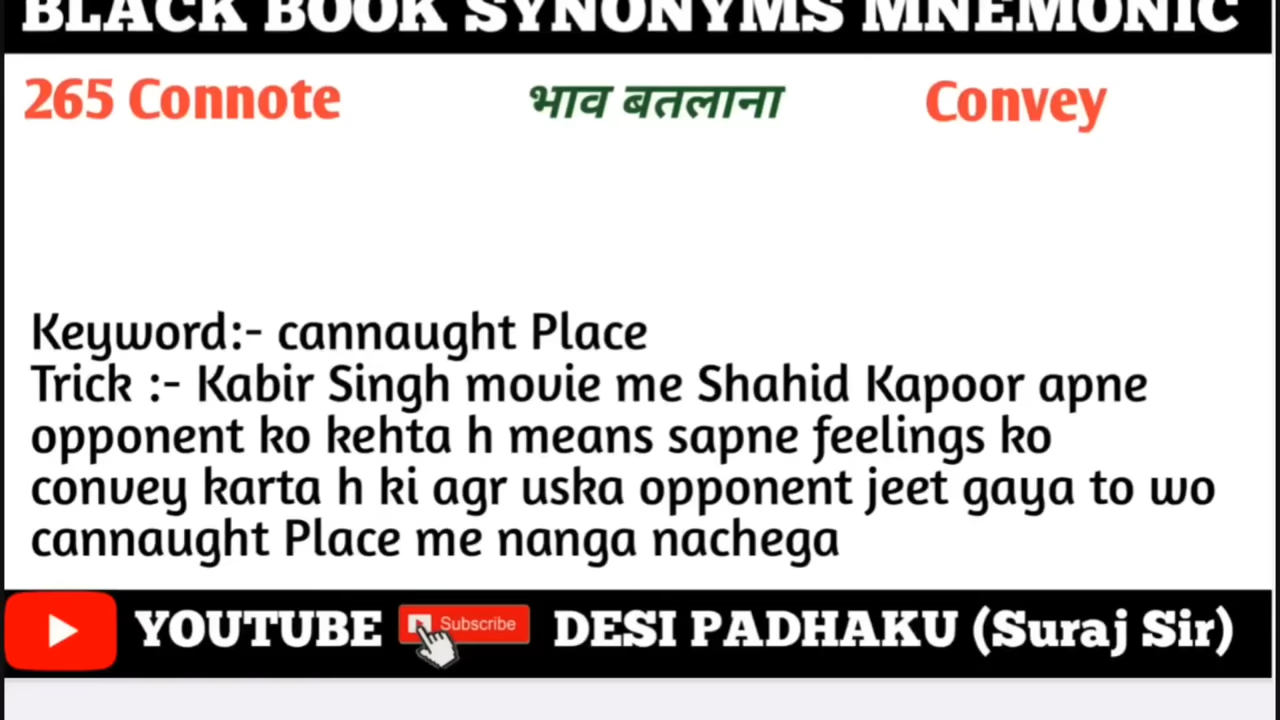 BLACK BOOK SYNONYMS MNEMONIC
265 Connote भाव बतलाना Convey
Keyword:- cannaught Place
Trick :- Kabir Singh movie me Shahid Kapoor apne
opponent ko kehta h means sapne feelings ko
convey karta h ki agr uska opponent jeet gaya to wo
cannaught Place me nanga nachega
YOUTUBE Subscribe DESI PADHAKU (Suraj Sir)